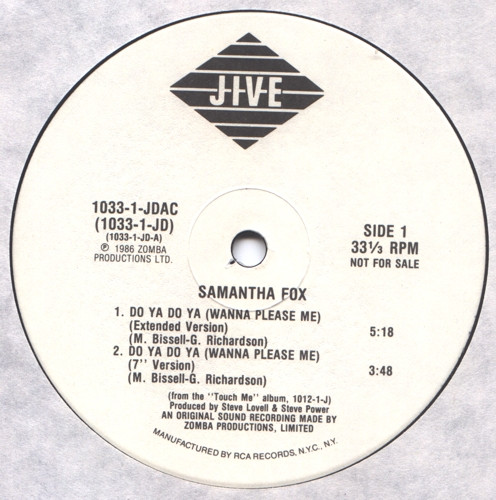 JIVE
1033-1-JDAC
(1033-1-JD)
(1033-1-JD-A)
℗ 1986 ZOMBA
PRODUCTIONS LTD.
SIDE 1
33⅓ RPM
NOT FOR SALE
SAMANTHA FOX
1. DO YA DO YA (WANNA PLEASE ME)
(Extended Version) 5:18
(M. Bissell-G. Richardson)
2. DO YA DO YA (WANNA PLEASE ME)
(7'' Version) 3:48
(M. Bissell-G. Richardson)
(from the "Touch Me" album, 1012-1-J)
Produced by Steve Lovell & Steve Power
AN ORIGINAL SOUND RECORDING MADE BY
ZOMBA PRODUCTIONS, LIMITED
MANUFACTURED BY RCA RECORDS, N.Y.C., N.Y.